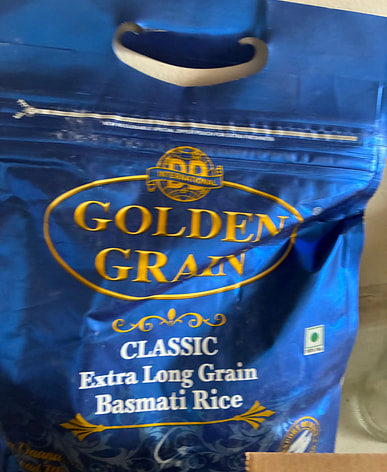 DD
INTERNATIONAL
GOLDEN
GRAIN
CLASSIC
Extra Long Grain
Basmati Rice